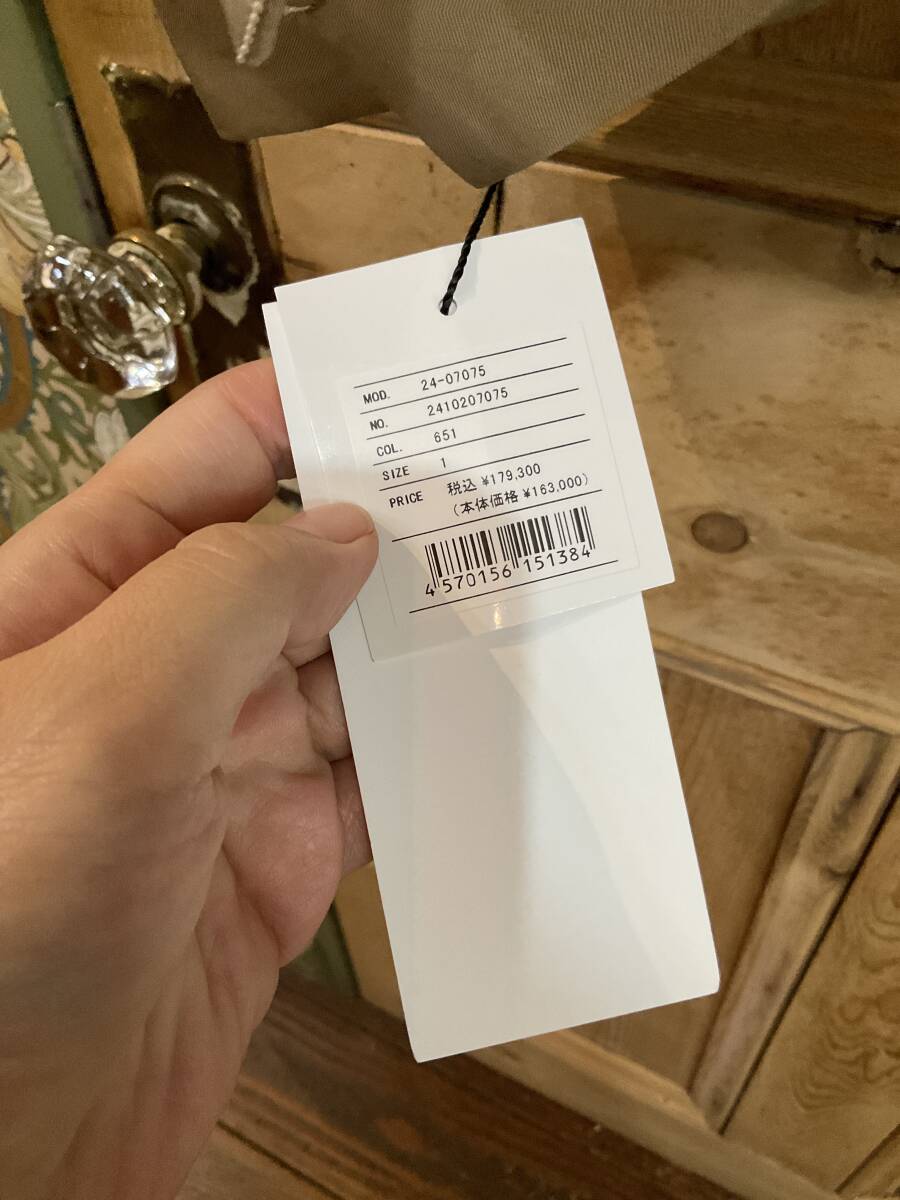 MOD. 24-07075
NO. 2410207075
COL. 651
SIZE 1
PRICE 税込 ¥179,300
(本体価格 ¥163,000)
4 570156 151384